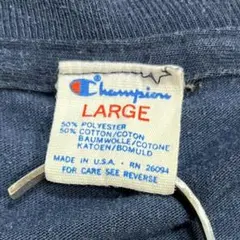 Champion
LARGE
50% POLYESTER
50% COTTON/COTON
BAUMWOLLE/COTONE
KATOEN/BOMULD
MADE IN U.S.A. • RN 26094
FOR CARE SEE REVERSE